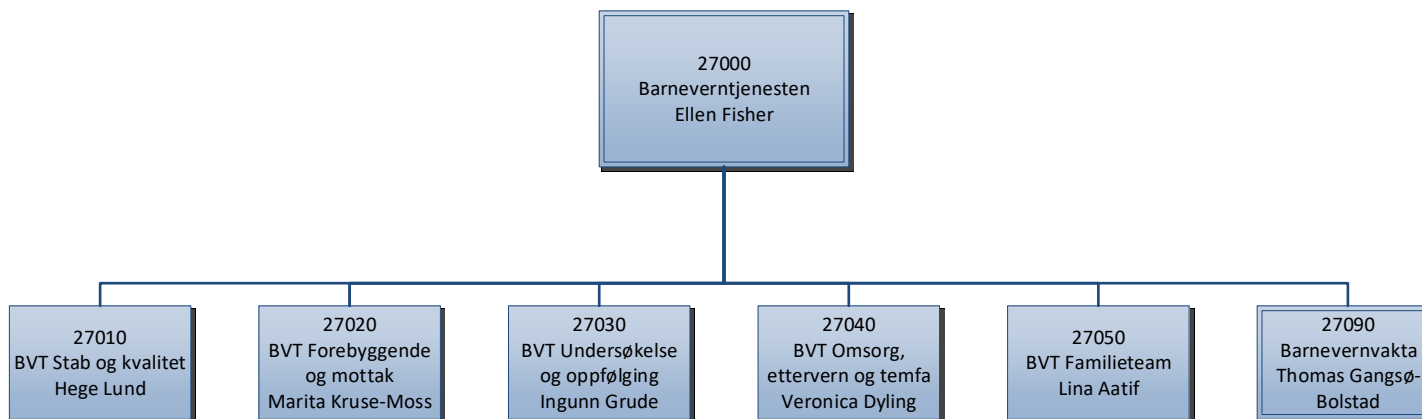 27000
Barneverntjenesten
Ellen Fisher
27010
BVT Stab og kvalitet
Hege Lund
27020
BVT Forebyggende
og mottak
Marita Kruse-Moss
27030
BVT Undersøkelse
og oppfølging
Ingunn Grude
27040
BVT Omsorg,
ettervern og temfa
Veronica Dyling
27050
BVT Familieteam
Lina Aatif
27090
Barnevernvakta
Thomas Gangsø-
Bolstad